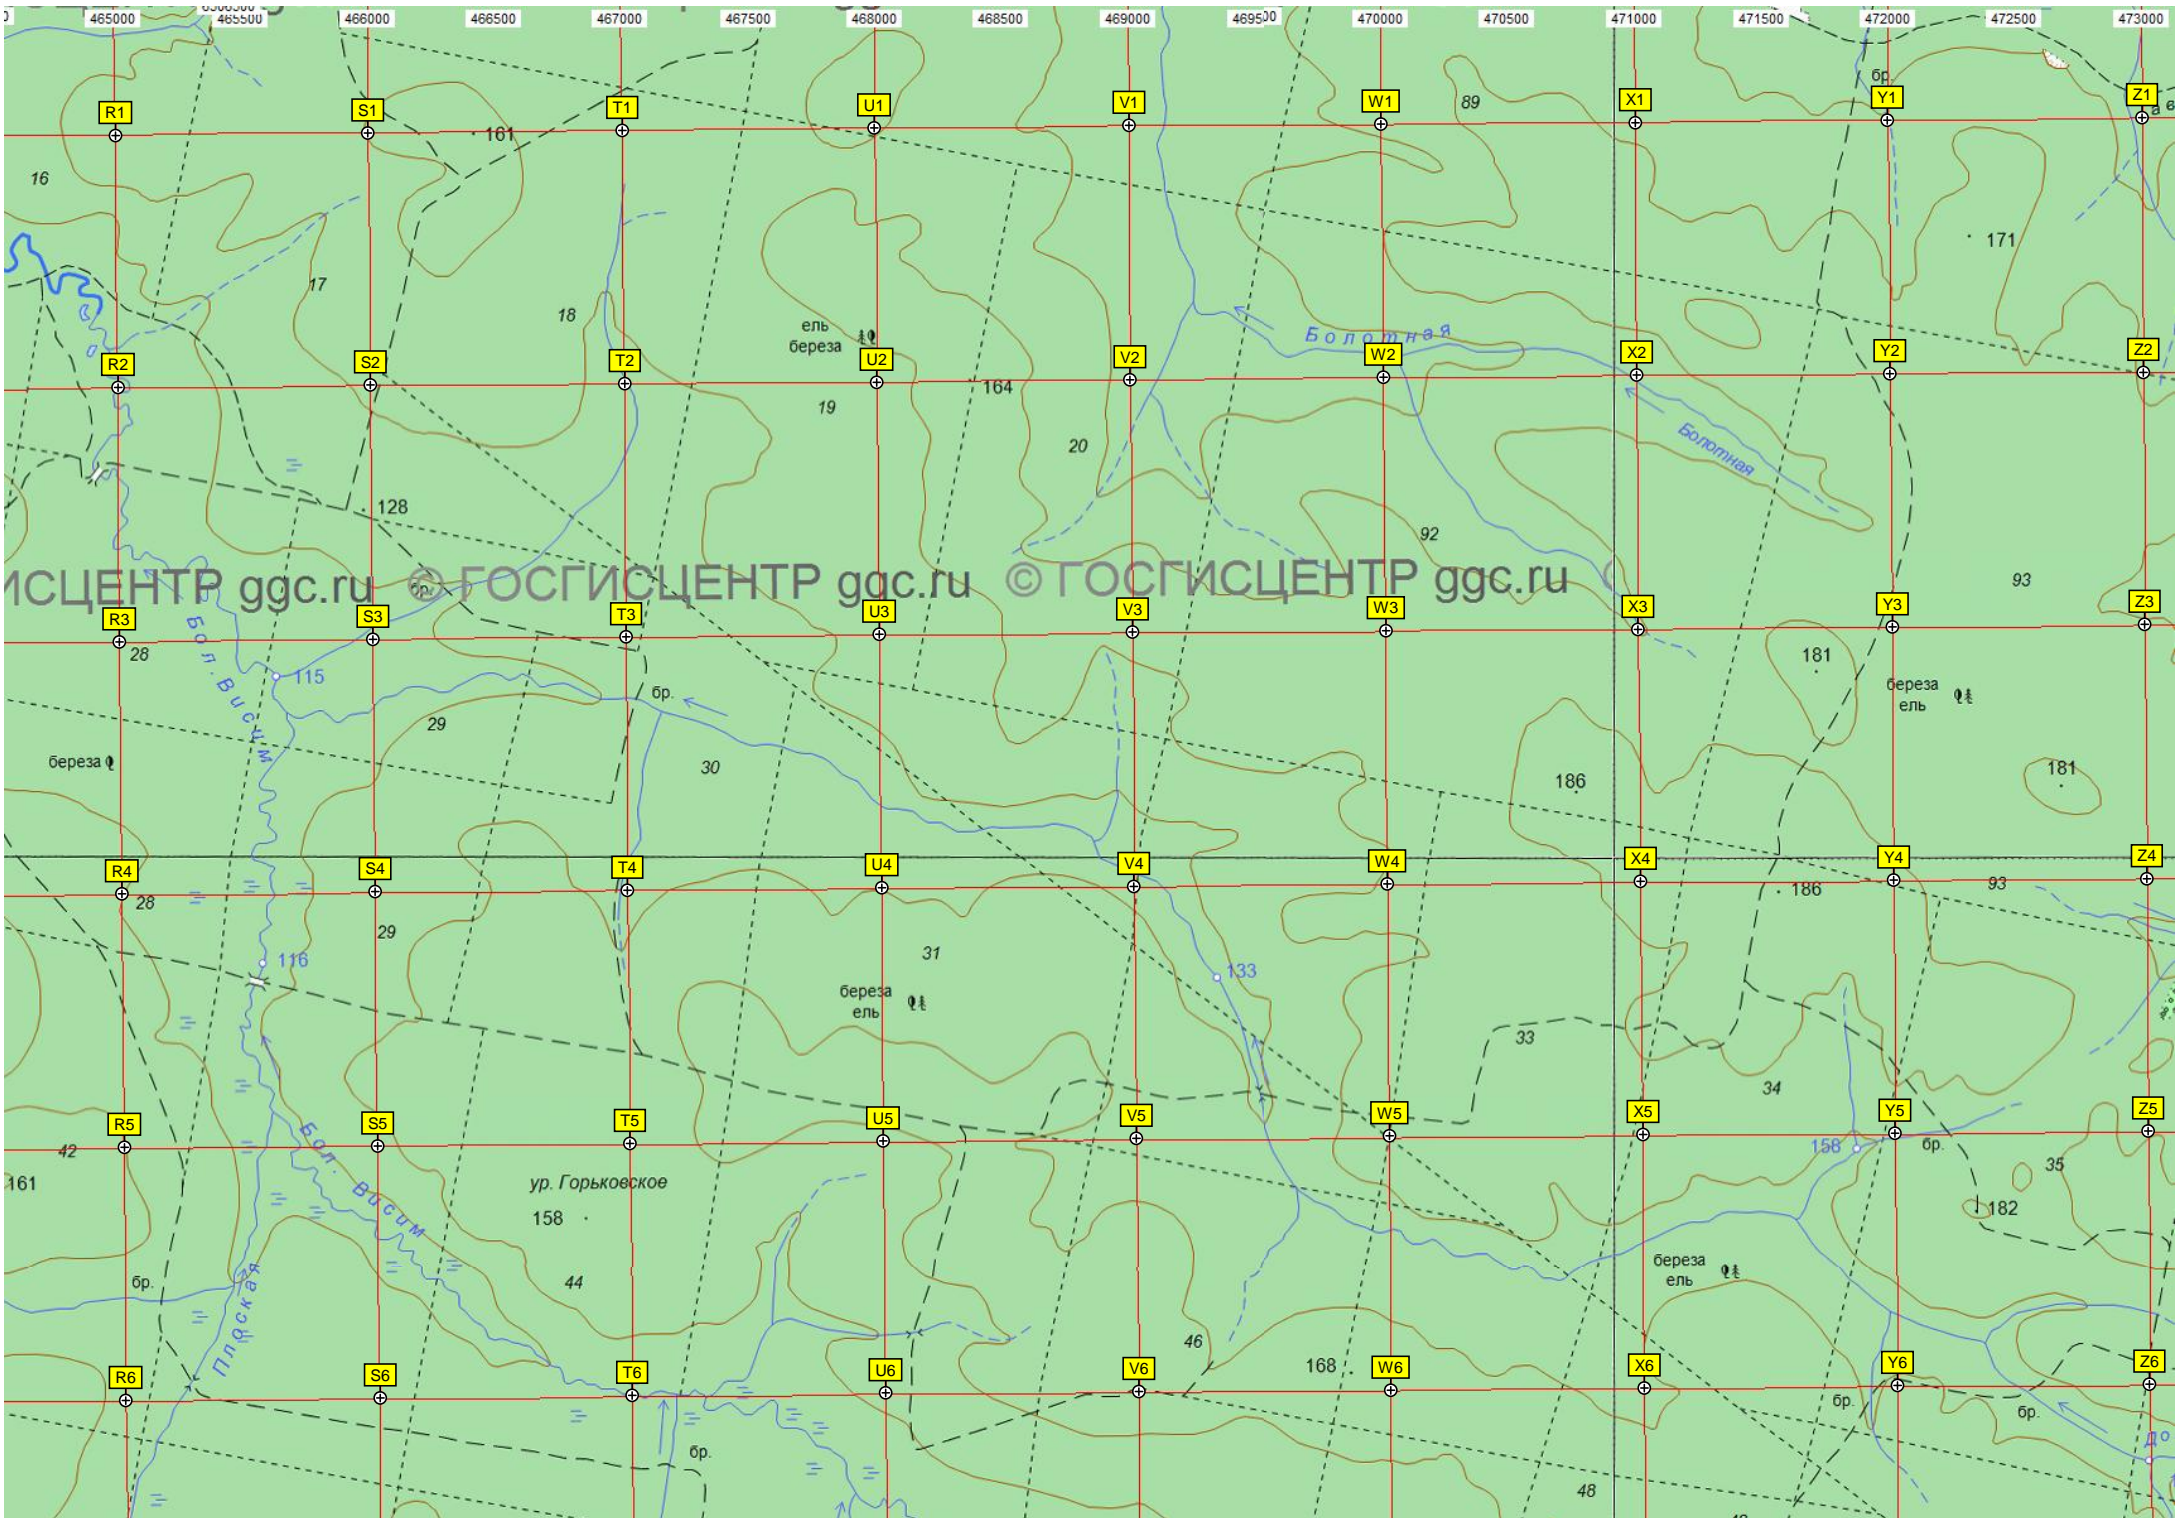 465000 465500 466000 466500 467000 467500 468000 468500 469000 469500 470000 470500 471000 471500 472000 472500 473000
бр.
R1 S1 T1 U1 V1 W1 X1 Y1 Z1
89
161
16
171
17
18
ель
береза
Болотная
R2 S2 T2 U2 V2 W2 X2 Y2 Z2
164
19
20
Болотная
128
92
93
ИСЦЕНТР ggc.ru © ГОСГИСЦЕНТР ggc.ru © ГОСГИСЦЕНТР ggc.ru
бр.
R3 S3 T3 U3 V3 W3 X3 Y3 Z3
28
Бол. Висим
115
181
береза
ель
бр.
29
береза
30
186
181
R4 S4 T4 U4 V4 W4 X4 Y4 Z4
28
186
93
29
31
116
133
береза
ель
33
34
R5 S5 T5 U5 V5 W5 X5 Y5 Z5
42
158
бр.
35
161
ур. Горьковское
158
Бол. Висим
182
береза
ель
бр.
44
Плоская
46
168
R6 S6 T6 U6 V6 W6 X6 Y6 Z6
бр.
бр.
бр.
До
48